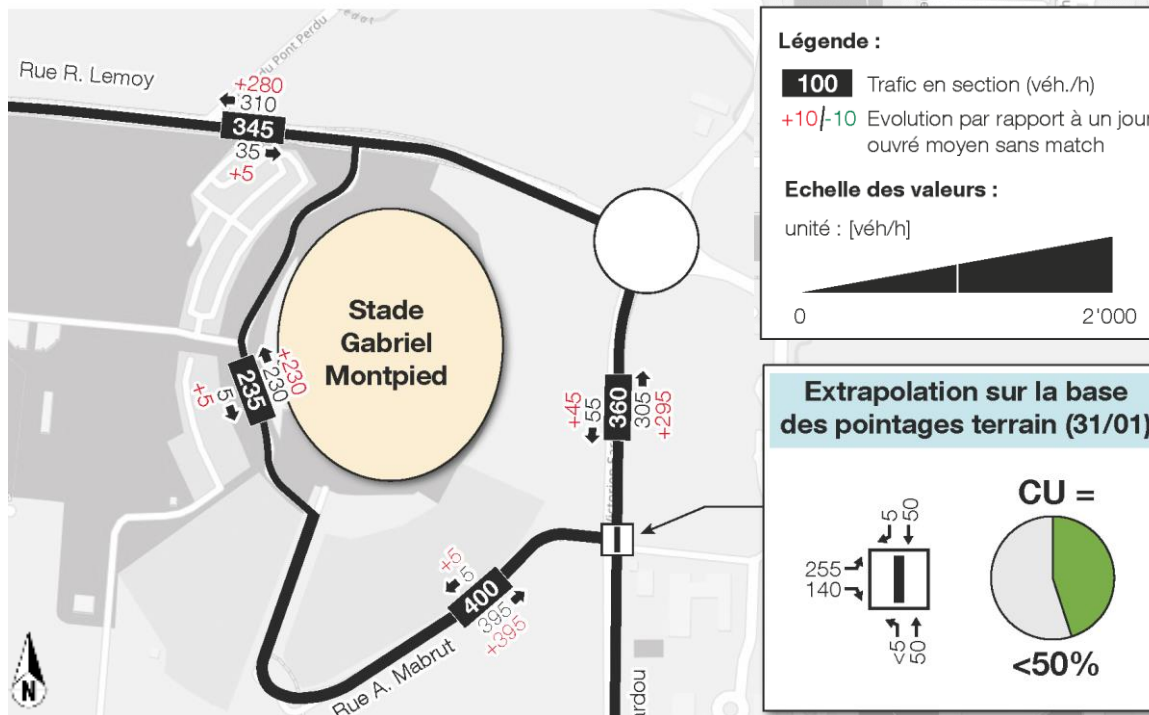 du Pont Perdu
Rue R. Lemoy
+280
310
345
35
+5
Stade
Gabriel
Montpied
+230
230
235
5
+5
+45
55
360
305
+295
+5
5
400
395
+395
Rue A. Mabrut
N
Légende :
100 Trafic en section (véh./h)
+10/-10 Evolution par rapport à un jour
ouvré moyen sans match
Echelle des valeurs :
unité : [véh/h]
0 2'000
Extrapolation sur la base
des pointages terrain (31/01)
5 50
255
140
<5 50
CU =
<50%